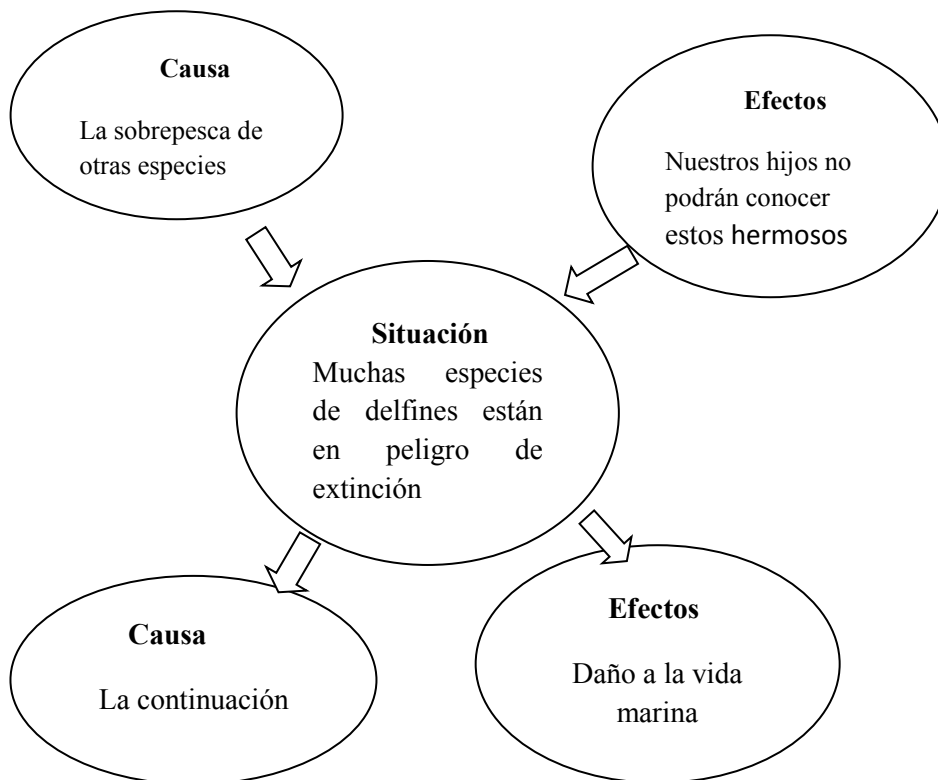 Causa
La sobrepesca de
otras especies
Efectos
Nuestros hijos no
podrán conocer
estos hermosos
Situación
Muchas especies
de delfines están
en peligro de
extinción
Causa
La continuación
Efectos
Daño a la vida
marina